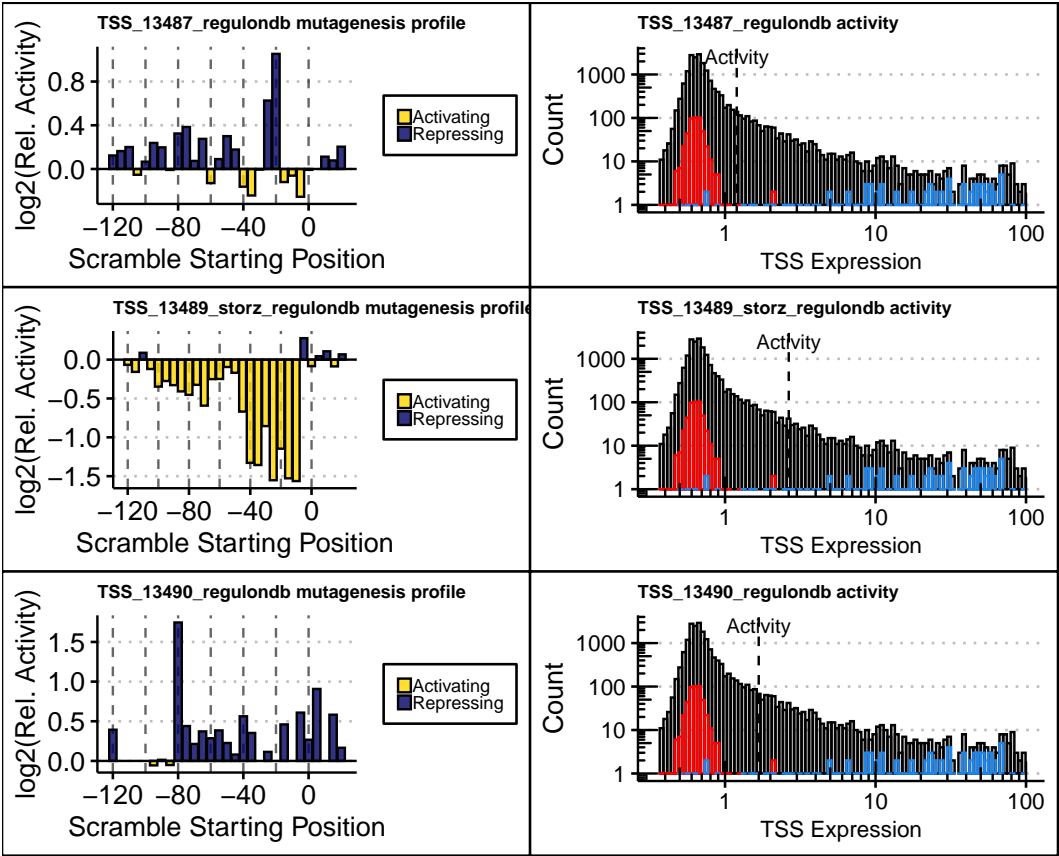 TSS_13487_regulondb mutagenesis profile
log2(Rel. Activity)
0.8
0.4
0.0
−120 −80 −40 0
Scramble Starting Position
Activating
Repressing
TSS_13487_regulondb activity
Activity
Count
1000
100
10
1
1 10 100
TSS Expression
TSS_13489_storz_regulondb mutagenesis profile
log2(Rel. Activity)
0.0
−0.5
−1.0
−1.5
−120 −80 −40 0
Scramble Starting Position
Activating
Repressing
TSS_13489_storz_regulondb activity
Activity
Count
1000
100
10
1
1 10 100
TSS Expression
TSS_13490_regulondb mutagenesis profile
log2(Rel. Activity)
1.5
1.0
0.5
0.0
−120 −80 −40 0
Scramble Starting Position
Activating
Repressing
TSS_13490_regulondb activity
Activity
Count
1000
100
10
1
1 10 100
TSS Expression